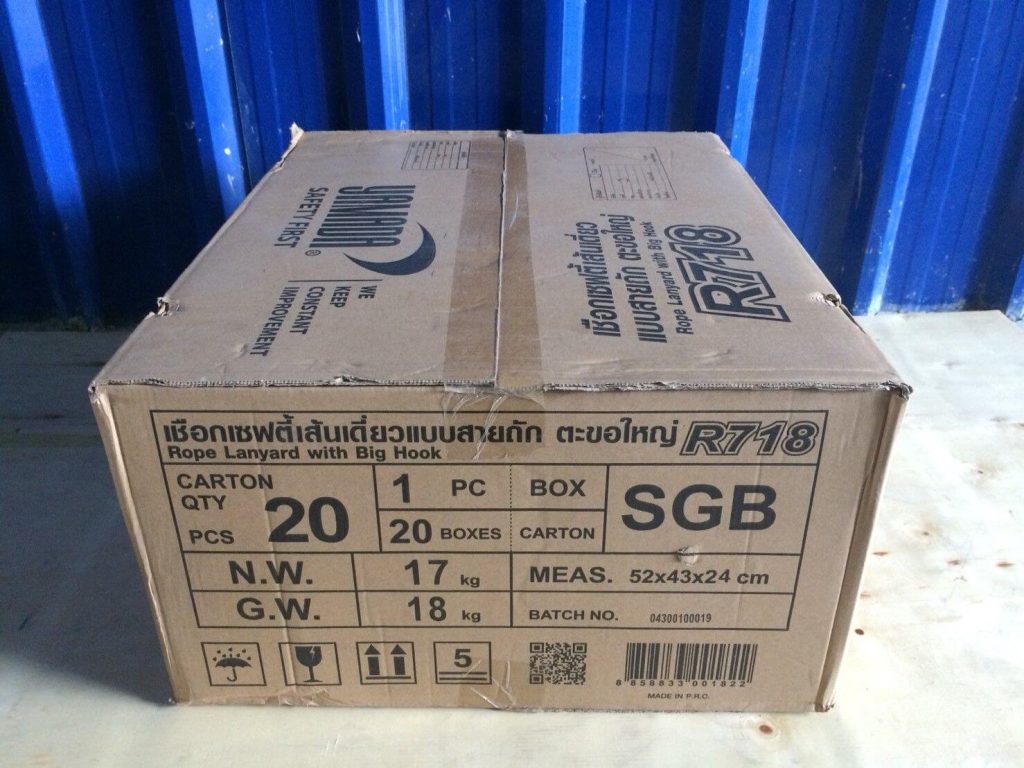 YAMADA
®
SAFETY FIRST
WE
KEEP
CONSTANT
IMPROVEMENT
เชือกเซฟตี้เส้นเดี่ยว
แบบสายถัก ตะขอใหญ่
Rope Lanyard with Big Hook
R718
เชือกเซฟตี้เส้นเดี่ยวแบบสายถัก ตะขอใหญ่ R718
Rope Lanyard with Big Hook
CARTON QTY
PCS 20
1 PC BOX
20 BOXES CARTON
SGB
N.W. 17 kg
MEAS. 52x43x24 cm
G.W. 18 kg
BATCH NO. 04300100019
5
8 858833 001822
MADE IN P.R.C.